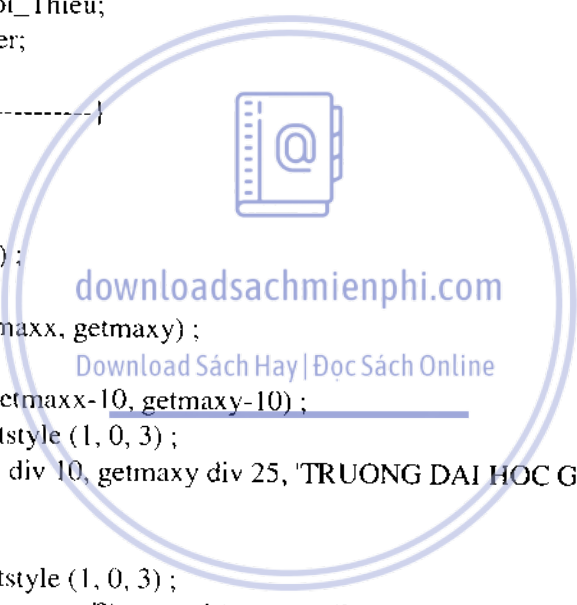 oi_Thieu;
er;
----------}
) ;
downloadsachmienphi.com
maxx, getmaxy) ;
Download Sách Hay | Đọc Sách Online
etmaxx-10, getmaxy-10) ;
tstyle (1, 0, 3) ;
div 10, getmaxy div 25, 'TRUONG DAI HOC G
tstyle (1, 0, 3) ;